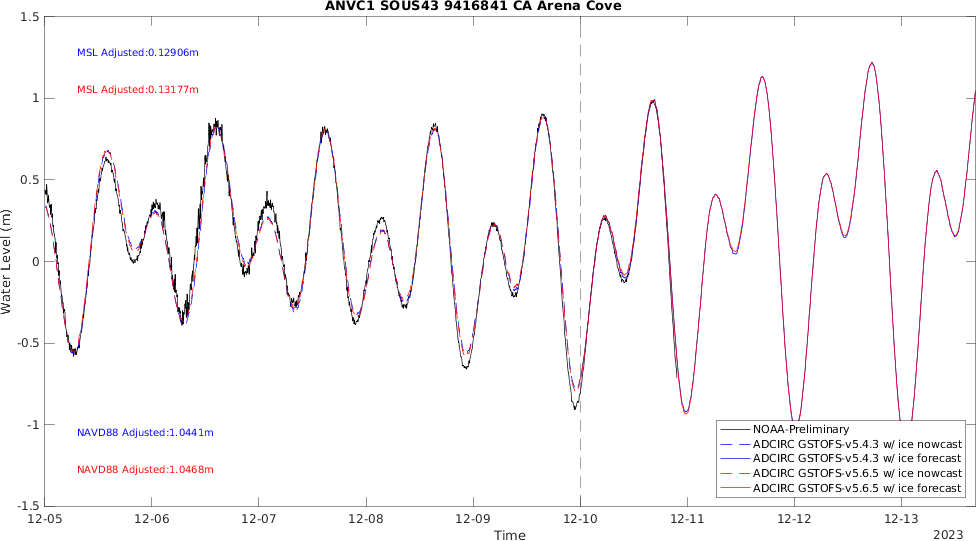 ANVC1 SOUS43 9416841 CA Arena Cove
1.5
MSL Adjusted:0.12906m
MSL Adjusted:0.13177m
1
0.5
0
-0.5
-1
-1.5
Water Level (m)
NAVD88 Adjusted:1.0441m
NAVD88 Adjusted:1.0468m
NOAA-Preliminary
ADCIRC GSTOFS-v5.4.3 w/ ice nowcast
ADCIRC GSTOFS-v5.4.3 w/ ice forecast
ADCIRC GSTOFS-v5.6.5 w/ ice nowcast
ADCIRC GSTOFS-v5.6.5 w/ ice forecast
12-05 12-06 12-07 12-08 12-09 12-10 12-11 12-12 12-13
Time
2023